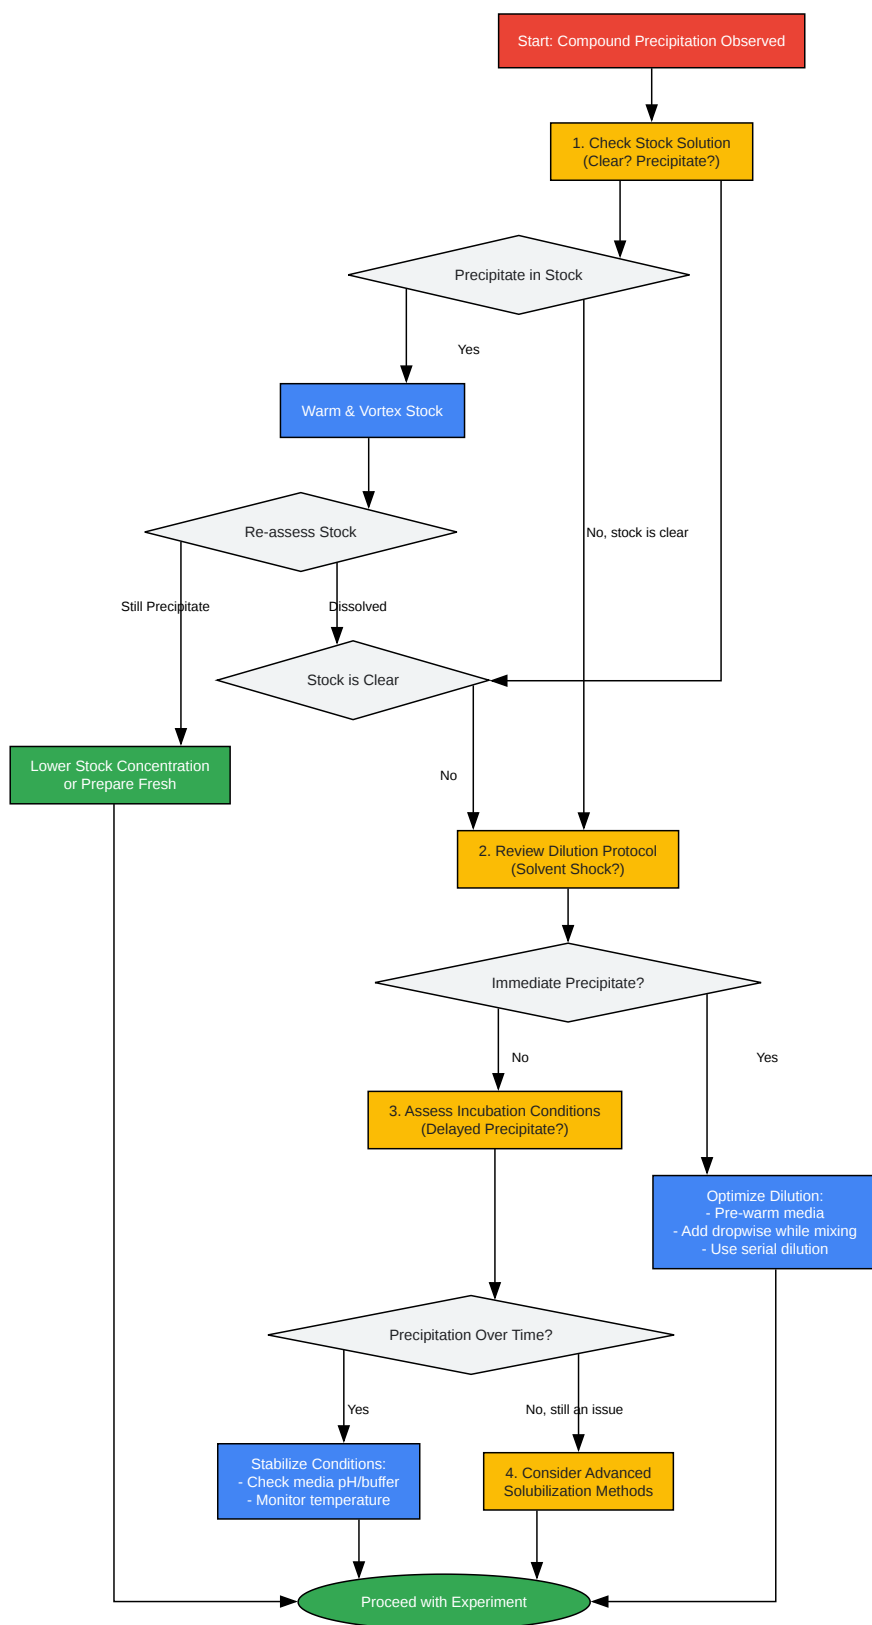 Start: Compound Precipitation Observed
1. Check Stock Solution
(Clear? Precipitate?)
Precipitate in Stock
Yes
Warm & Vortex Stock
Re-assess Stock
No, stock is clear
Still Precipitate
Dissolved
Stock is Clear
Lower Stock Concentration
or Prepare Fresh
No
2. Review Dilution Protocol
(Solvent Shock?)
Immediate Precipitate?
No
Yes
3. Assess Incubation Conditions
(Delayed Precipitate?)
Optimize Dilution:
- Pre-warm media
- Add dropwise while mixing
- Use serial dilution
Precipitation Over Time?
Yes
No, still an issue
Stabilize Conditions:
- Check media pH/buffer
- Monitor temperature
4. Consider Advanced
Solubilization Methods
Proceed with Experiment